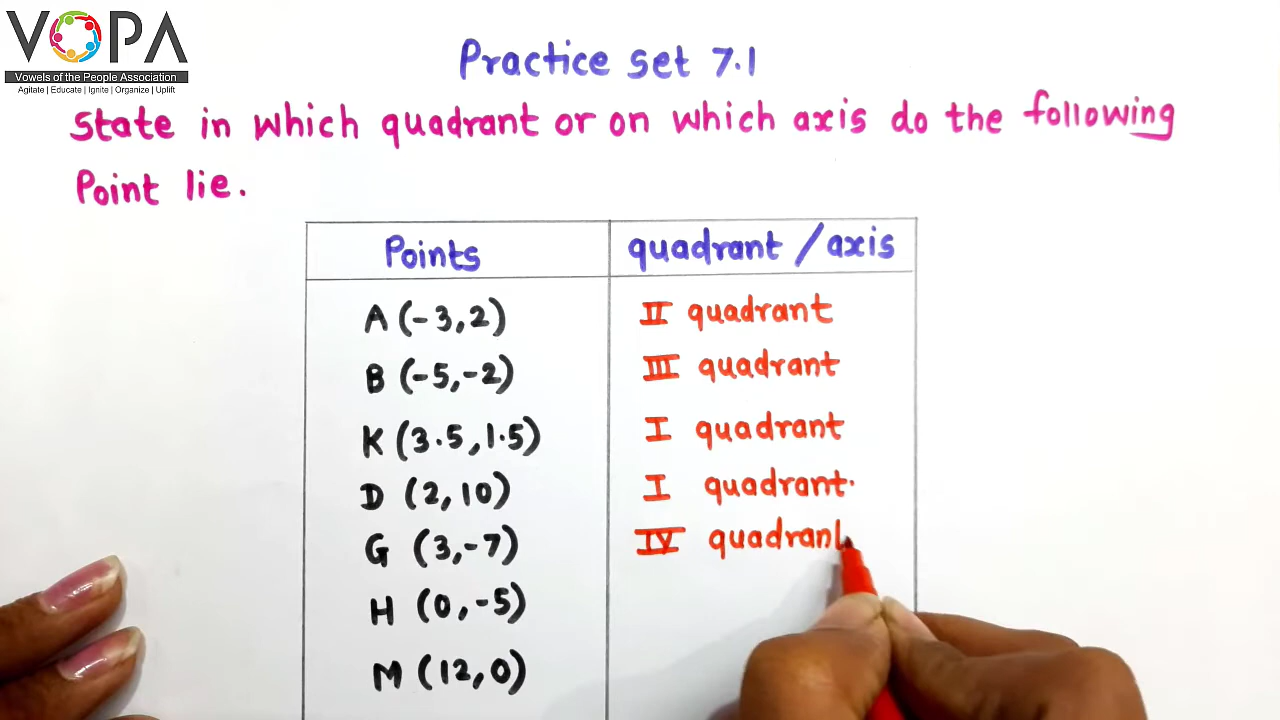 VOPA
Vowels of the People Association
Agitate | Educate | Ignite | Organize | Uplift
Practice set 7.1
State in which quadrant or on which axis do the following
Point lie.
Points quadrant / axis
A (-3,2) II quadrant
B (-5,-2) III quadrant
K (3.5,1.5) I quadrant
D (2,10) I quadrant.
G (3,-7) IV quadran
H (0,-5)
M (12,0)